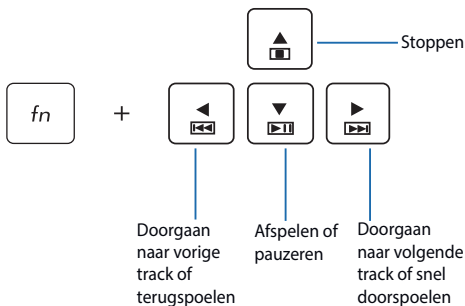 Stoppen
fn
+
Doorgaan
naar vorige
track of
terugspoelen
Afspelen of
pauzeren
Doorgaan
naar volgende
track of snel
doorspoelen